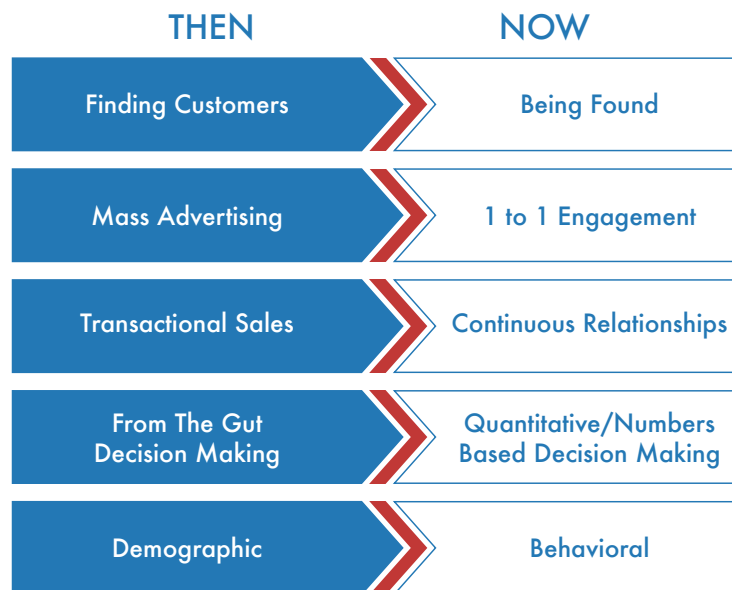 THEN
NOW
Finding Customers
Being Found
Mass Advertising
1 to 1 Engagement
Transactional Sales
Continuous Relationships
From The Gut
Decision Making
Quantitative/Numbers
Based Decision Making
Demographic
Behavioral